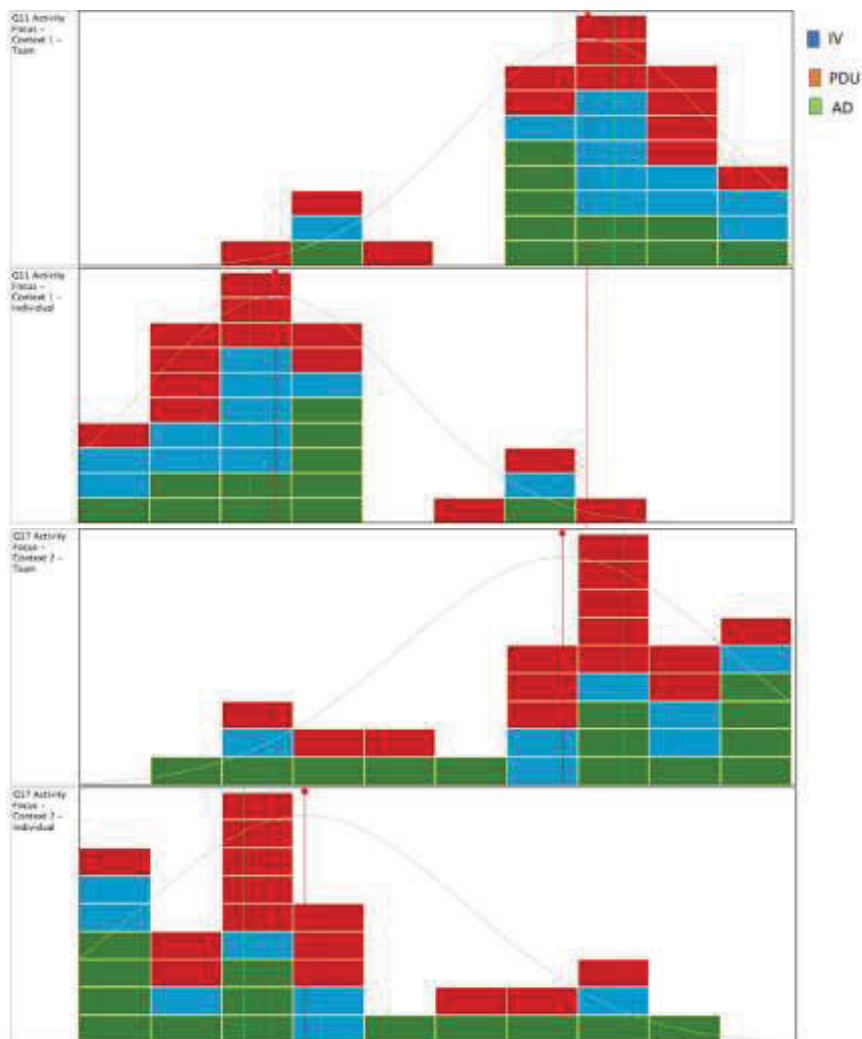 Q11 Activity
Focus –
Context 1 –
Team
IV
PDU
AD
Q11 Activity
Focus –
Context 1 –
Individual
Q17 Activity
Focus –
Context 2 –
Team
Q17 Activity
Focus –
Context 2 –
Individual